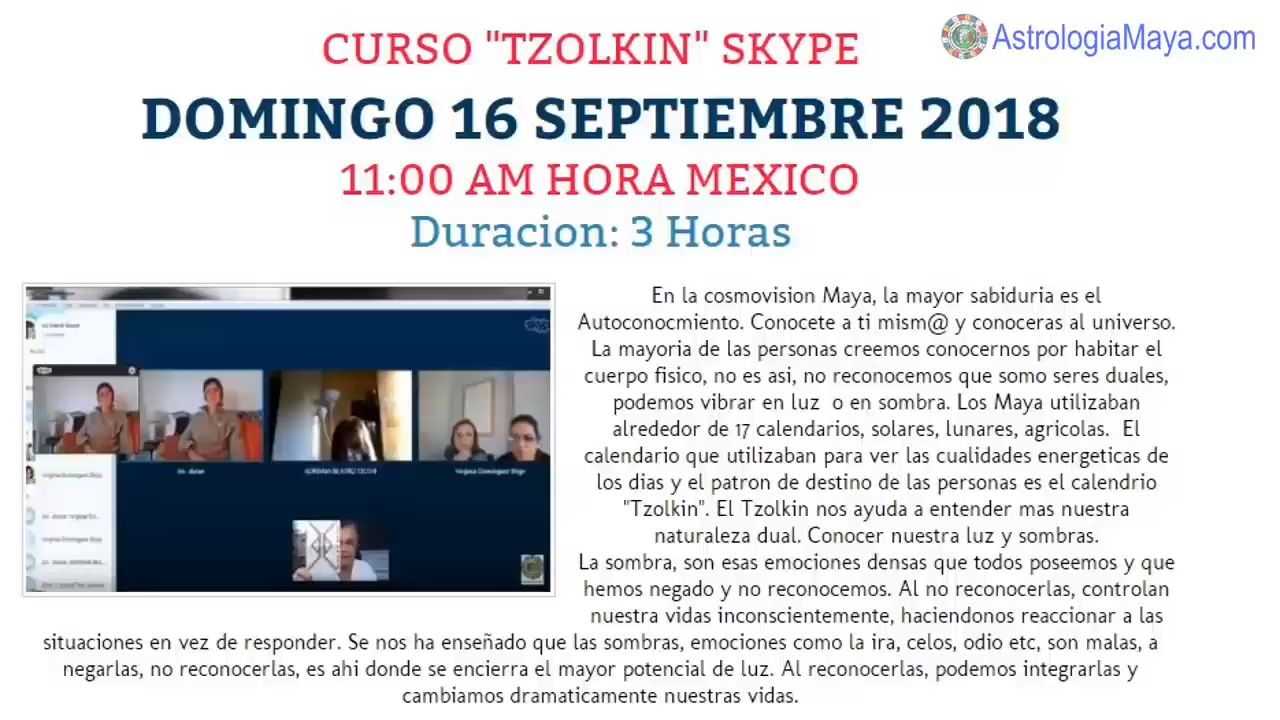 CURSO "TZOLKIN" SKYPE
AstrologiaMaya.com
DOMINGO 16 SEPTIEMBRE 2018
11:00 AM HORA MEXICO
Duracion: 3 Horas
En la cosmovision Maya, la mayor sabiduria es el
Autoconocmiento. Conocete a ti mism@ y conoceras al universo.
La mayoria de las personas creemos conocernos por habitar el
cuerpo fisico, no es asi, no reconocemos que somo seres duales,
podemos vibrar en luz o en sombra. Los Maya utilizaban
alrededor de 17 calendarios, solares, lunares, agricolas. El
calendario que utilizaban para ver las cualidades energeticas de
los dias y el patron de destino de las personas es el calendrio
"Tzolkin". El Tzolkin nos ayuda a entender mas nuestra
naturaleza dual. Conocer nuestra luz y sombras.
La sombra, son esas emociones densas que todos poseemos y que
hemos negado y no reconocemos. Al no reconocerlas, controlan
nuestra vidas inconscientemente, haciendonos reaccionar a las
situaciones en vez de responder. Se nos ha enseñado que las sombras, emociones como la ira, celos, odio etc, son malas, a
negarlas, no reconocerlas, es ahi donde se encierra el mayor potencial de luz. Al reconocerlas, podemos integrarlas y
cambiamos dramaticamente nuestras vidas.